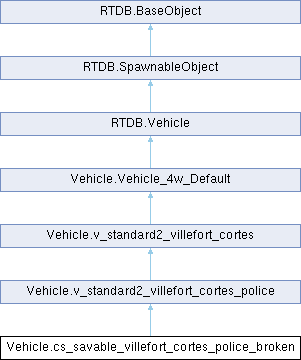 RTDB.BaseObject
RTDB.SpawnableObject
RTDB.Vehicle
Vehicle.Vehicle_4w_Default
Vehicle.v_standard2_villefort_cortes
Vehicle.v_standard2_villefort_cortes_police
Vehicle.cs_savable_villefort_cortes_police_broken